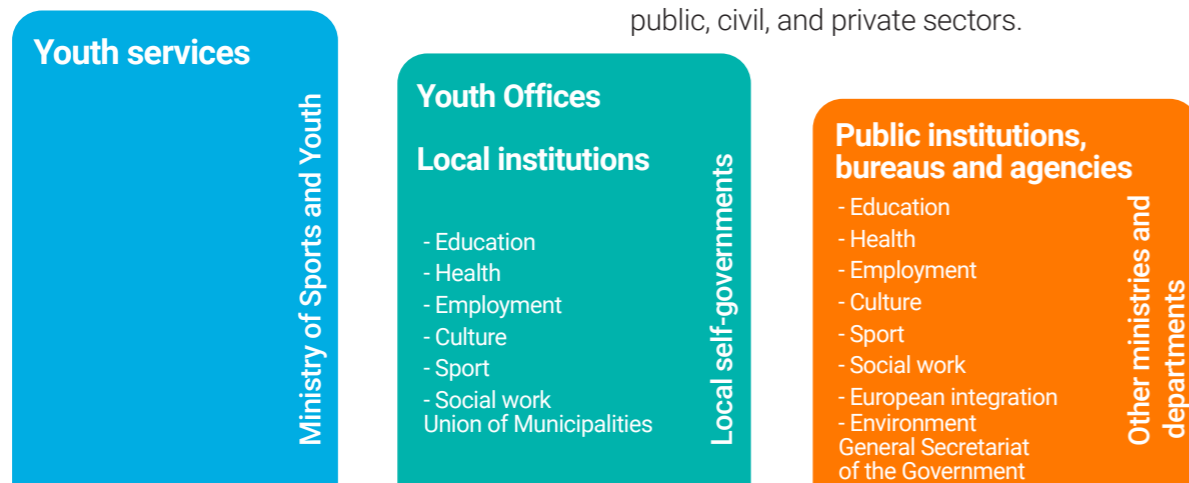 public, civil, and private sectors.
Youth services
Ministry of Sports and Youth
Youth Offices
Local institutions
- Education
- Health
- Employment
- Culture
- Sport
- Social work
Union of Municipalities
Local self-governments
Public institutions,
bureaus and agencies
- Education
- Health
- Employment
- Culture
- Sport
- Social work
- European integration
- Environment
General Secretariat
of the Government
Other ministries and
departments